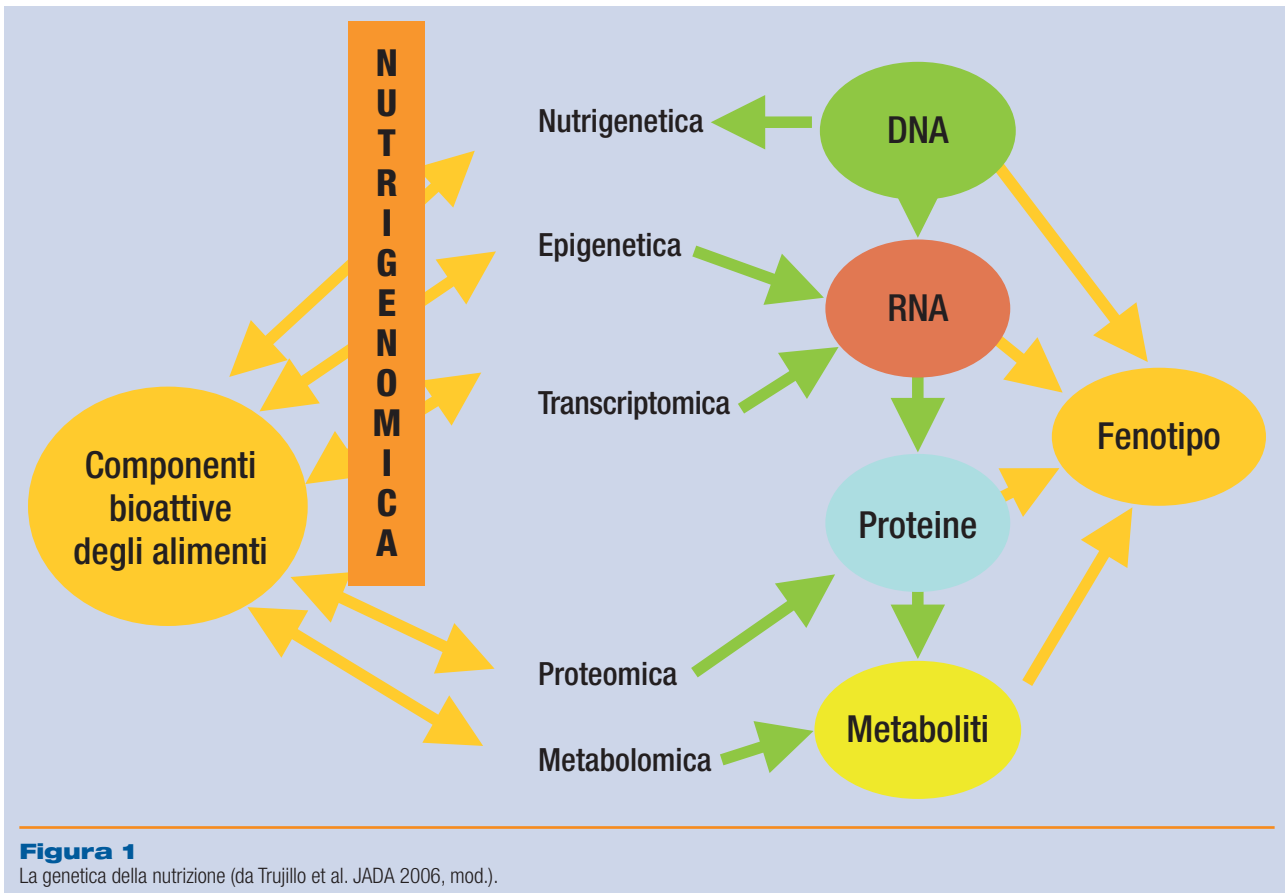 NUTRIGENOMICA
Nutrigenetica
DNA
Epigenetica
RNA
Transcriptomica
Fenotipo
Componenti
bioattive
degli alimenti
Proteine
Proteomica
Metaboliti
Metabolomica
Figura 1
La genetica della nutrizione (da Trujillo et al. JADA 2006, mod.).